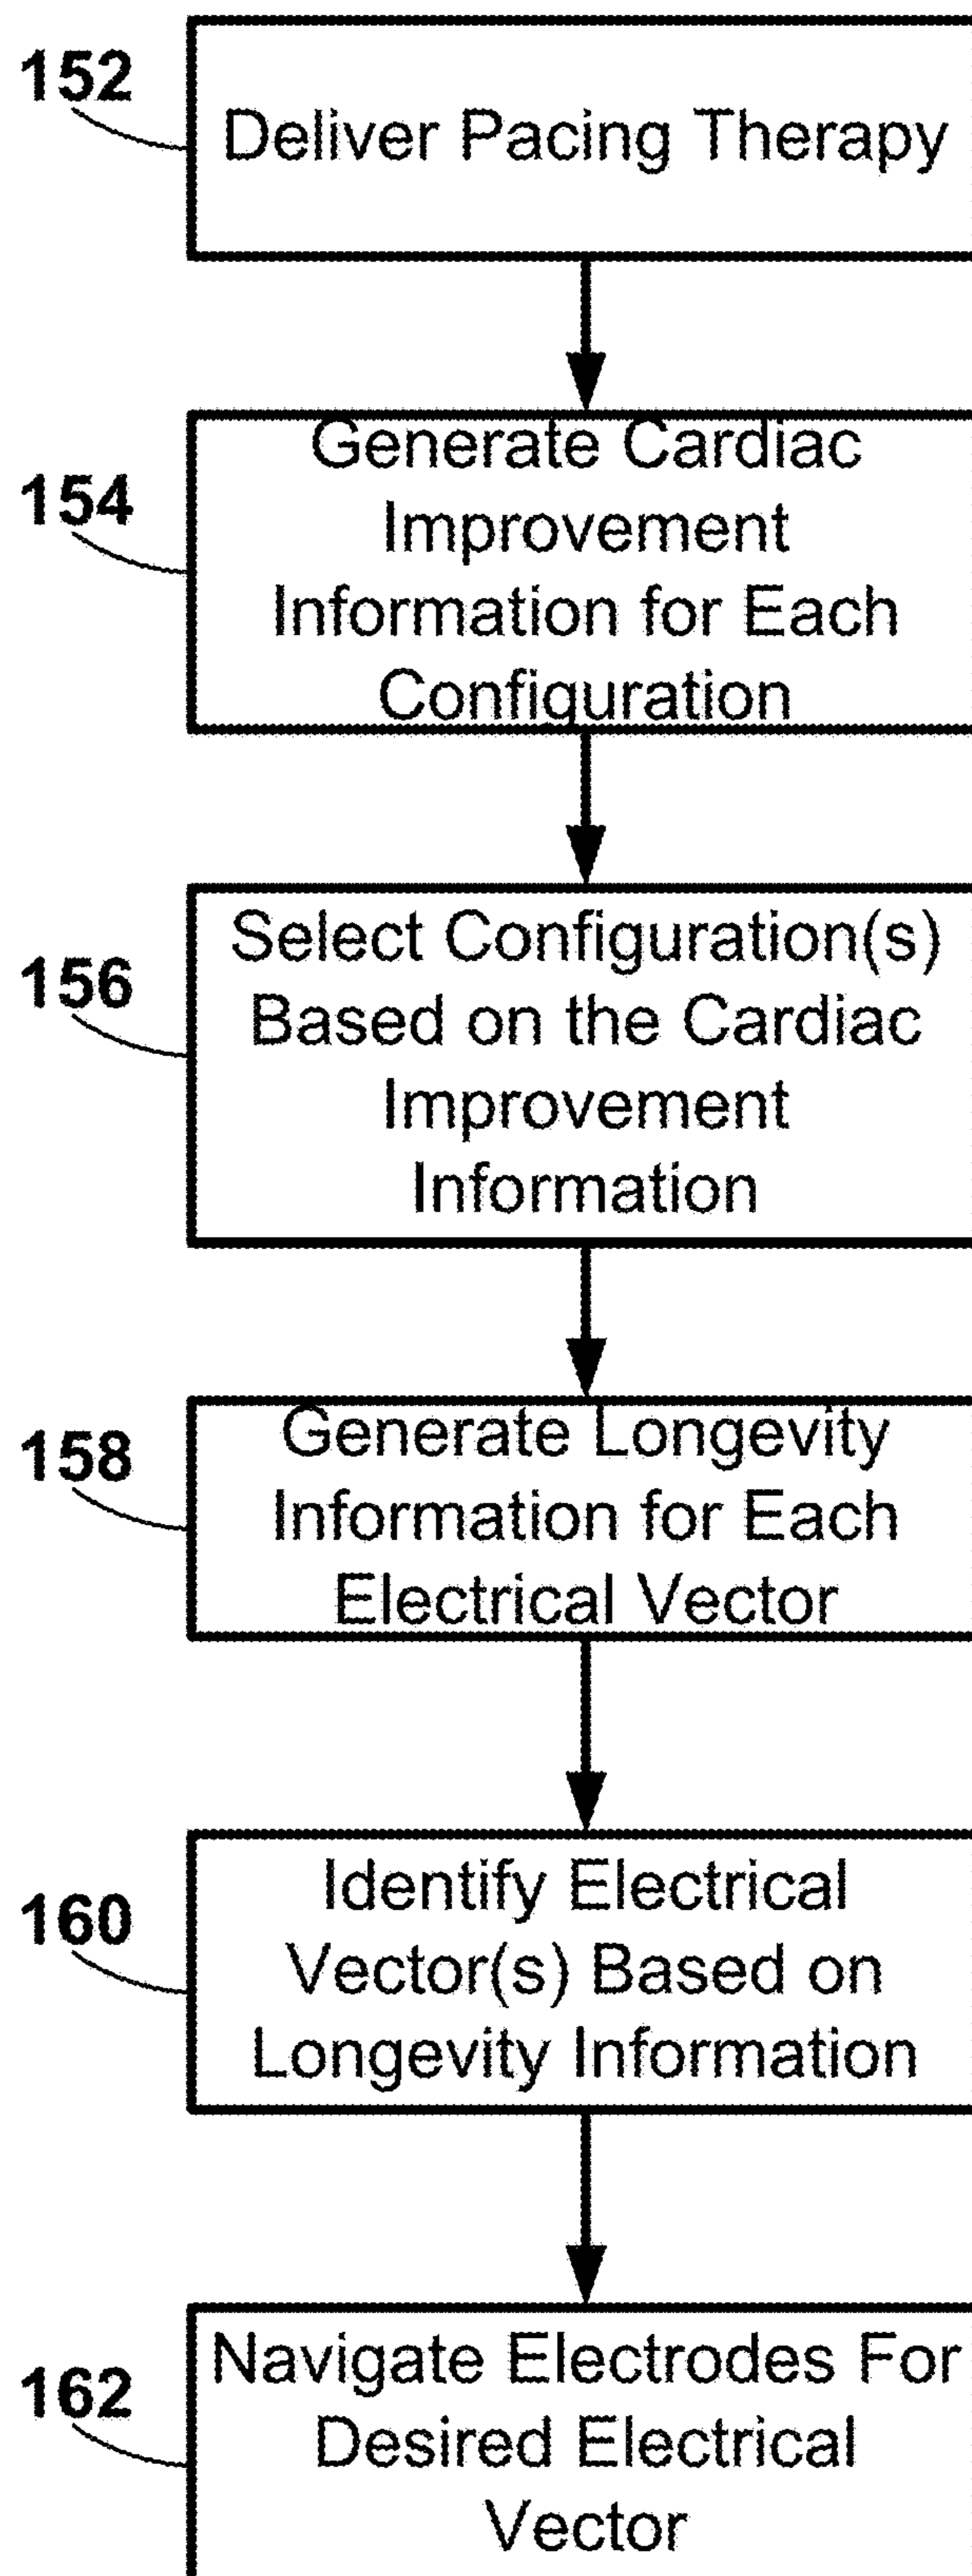 152
Deliver Pacing Therapy
154
Generate Cardiac
Improvement
Information for Each
Configuration
156
Select Configuration(s)
Based on the Cardiac
Improvement
Information
158
Generate Longevity
Information for Each
Electrical Vector
160
Identify Electrical
Vector(s) Based on
Longevity Information
162
Navigate Electrodes For
Desired Electrical
Vector